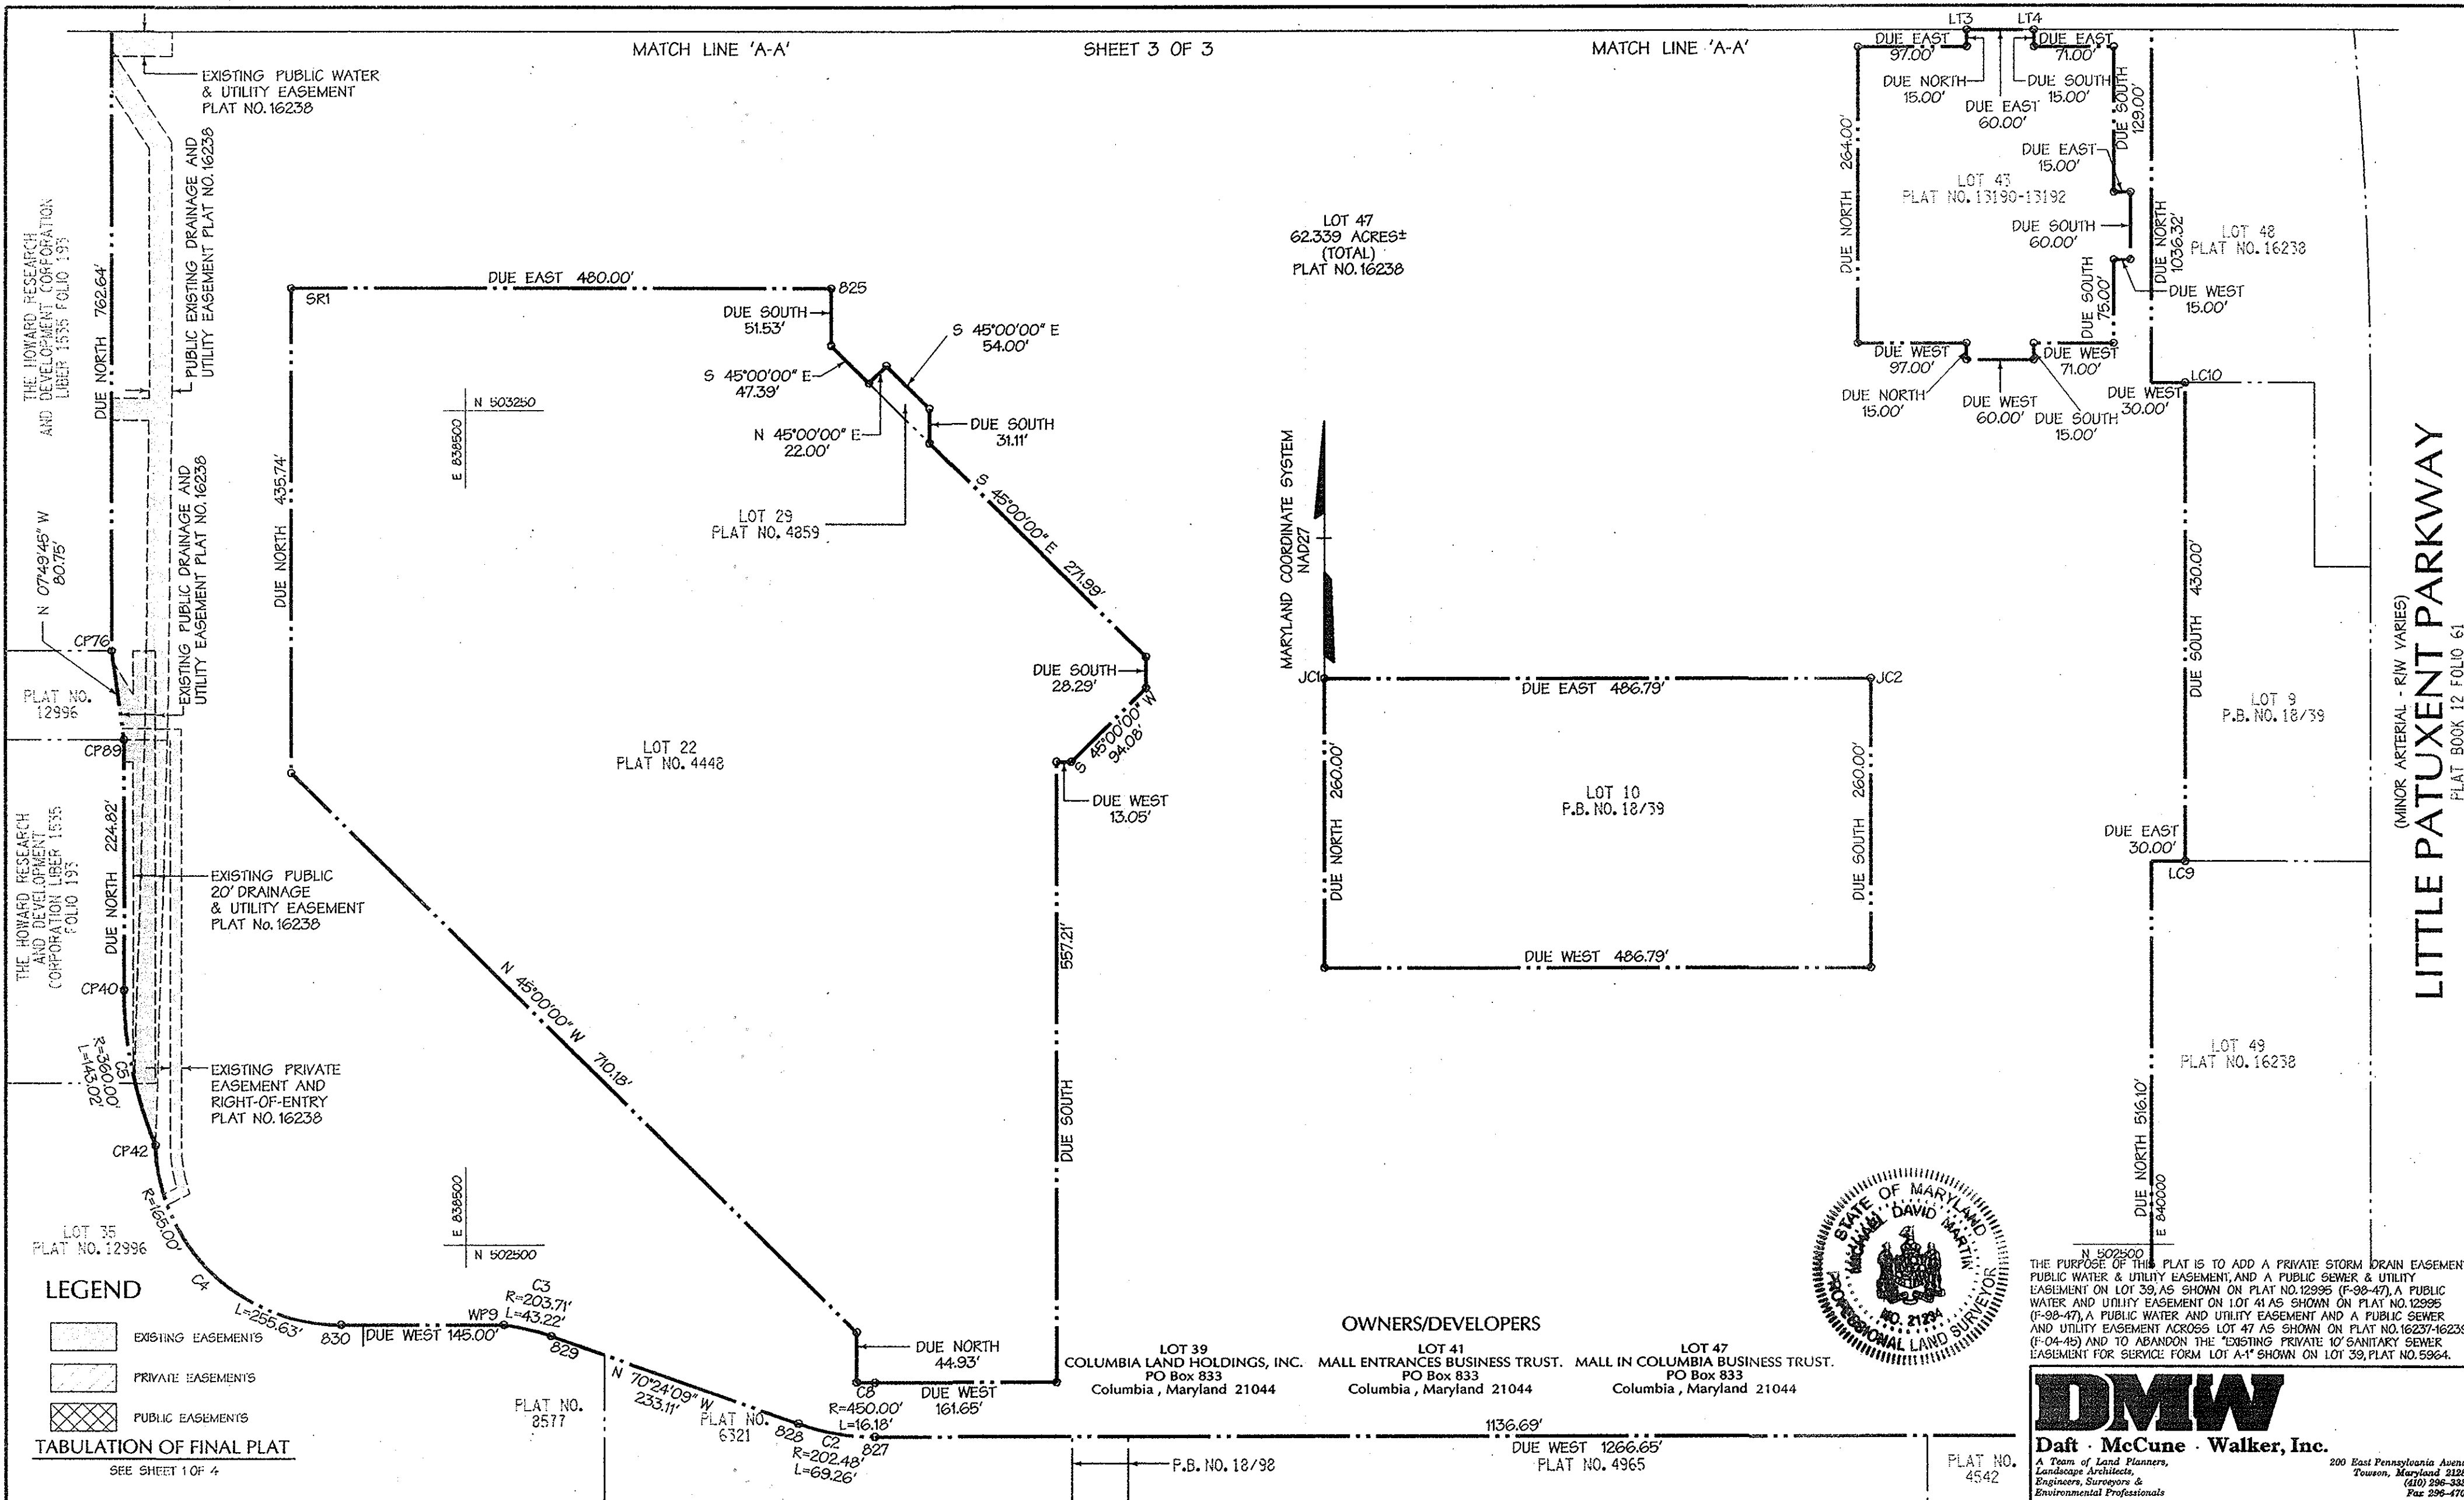 MATCH LINE 'A-A'
SHEET 3 OF 3
MATCH LINE 'A-A'
EXISTING PUBLIC WATER
& UTILITY EASEMENT
PLAT NO. 16238
THE HOWARD RESEARCH
AND DEVELOPMENT CORPORATION
LIBER 1535 FOLIO 193
DUE NORTH 762.64'
PUBLIC EXISTING DRAINAGE AND
UTILITY EASEMENT PLAT NO. 16238
EXISTING PUBLIC DRAINAGE AND
UTILITY EASEMENT PLAT NO. 16238
N 07°49'45" W
80.75'
CP76
PLAT NO.
12996
CP89
THE HOWARD RESEARCH
AND DEVELOPMENT
CORPORATION LIBER 1535
FOLIO 193
DUE NORTH 224.82'
EXISTING PUBLIC
20' DRAINAGE
& UTILITY EASEMENT
PLAT No. 16238
CP40
C5
R=360.00'
L=143.02'
EXISTING PRIVATE
EASEMENT AND
RIGHT-OF-ENTRY
PLAT NO. 16238
CP42
R=165.00'
C4
L=255.63'
LOT 35
PLAT NO. 12996
SR1
DUE EAST 480.00'
825
DUE SOUTH
51.53'
S 45°00'00" E
54.00'
S 45°00'00" E
47.39'
N 45°00'00" E
22.00'
DUE SOUTH
31.11'
N 503250
E 838500
DUE NORTH 435.74'
LOT 29
PLAT NO. 4859
S 45°00'00" E 271.99'
DUE SOUTH
28.29'
S 45°00'00" W
94.08'
DUE WEST
13.05'
LOT 22
PLAT NO. 4448
N 45°00'00" W 710.18'
DUE SOUTH 557.21'
E 838500
N 502500
DUE NORTH
44.93'
C8
R=450.00'
L=16.18'
DUE WEST
161.65'
830
DUE WEST 145.00'
WP9
C3
R=203.71'
L=43.22'
829
N 70°24'09" W
233.11'
828
C2
R=202.48'
L=69.26'
827
PLAT NO.
8577
PLAT NO.
6321
P.B. NO. 18/98
1136.69'
DUE WEST 1266.65'
PLAT NO. 4965
PLAT NO.
4542
LOT 47
62.339 ACRES±
(TOTAL)
PLAT NO. 16238
MARYLAND COORDINATE SYSTEM
NAD27
JC1
DUE EAST 486.79'
JC2
DUE NORTH 260.00'
LOT 10
P.B. NO. 18/39
DUE SOUTH 260.00'
DUE WEST 486.79'
LT3
LT4
DUE EAST
97.00'
DUE EAST
71.00'
DUE NORTH
15.00'
DUE EAST
60.00'
DUE SOUTH
15.00'
DUE SOUTH
129.00'
DUE NORTH 264.00'
DUE EAST
15.00'
LOT 43
PLAT NO. 13190-13192
DUE SOUTH
60.00'
DUE NORTH
1036.32'
LOT 48
PLAT NO. 16238
DUE SOUTH
75.00'
DUE WEST
15.00'
DUE WEST
97.00'
DUE WEST
71.00'
DUE NORTH
15.00'
DUE WEST
60.00'
DUE SOUTH
15.00'
LC10
DUE WEST
30.00'
DUE SOUTH 430.00'
LOT 9
P.B. NO. 18/39
DUE EAST
30.00'
LC9
LOT 49
PLAT NO. 16238
DUE NORTH 516.10'
E 840000
N 502500
(MINOR ARTERIAL - R/W VARIES)
LITTLE PATUXENT PARKWAY
PLAT BOOK 12 FOLIO 61
STATE OF MARYLAND
MICHAEL DAVID MARTIN
NO. 21234
PROFESSIONAL LAND SURVEYOR
THE PURPOSE OF THIS PLAT IS TO ADD A PRIVATE STORM DRAIN EASEMENT
PUBLIC WATER & UTILITY EASEMENT, AND A PUBLIC SEWER & UTILITY
EASEMENT ON LOT 39, AS SHOWN ON PLAT NO. 12995 (F-98-47), A PUBLIC
WATER AND UTILITY EASEMENT ON LOT 41 AS SHOWN ON PLAT NO. 12995
(F-98-47), A PUBLIC WATER AND UTILITY EASEMENT AND A PUBLIC SEWER
AND UTILITY EASEMENT ACROSS LOT 47 AS SHOWN ON PLAT NO. 16237-16239
(F-04-45) AND TO ABANDON THE "EXISTING PRIVATE 10' SANITARY SEWER
EASEMENT FOR SERVICE FORM LOT A-1" SHOWN ON LOT 39, PLAT NO. 5964.
LEGEND
EXISTING EASEMENTS
PRIVATE EASEMENTS
PUBLIC EASEMENTS
TABULATION OF FINAL PLAT
SEE SHEET 1 OF 4
OWNERS/DEVELOPERS
LOT 39
COLUMBIA LAND HOLDINGS, INC.
PO Box 833
Columbia, Maryland 21044
LOT 41
MALL ENTRANCES BUSINESS TRUST.
PO Box 833
Columbia, Maryland 21044
LOT 47
MALL IN COLUMBIA BUSINESS TRUST.
PO Box 833
Columbia, Maryland 21044
DMW
Daft · McCune · Walker, Inc.
A Team of Land Planners,
Landscape Architects,
Engineers, Surveyors &
Environmental Professionals
200 East Pennsylvania
Towson, Maryland
(410) 296-
Fax 296-